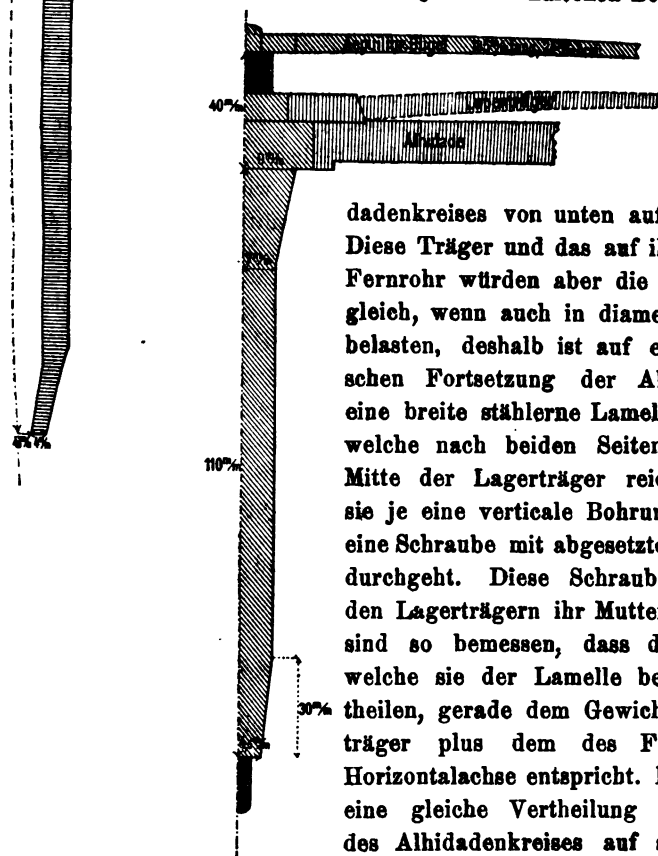 40 m/m
Alhidade
110 m/m
30 m/m
dadenkreises von unten auf
Diese Träger und das auf i
Fernrohr würden aber die
gleich, wenn auch in diame
belasten, deshalb ist auf e
schen Fortsetzung der A
eine breite stählerne Lamel
welche nach beiden Seiten
Mitte der Lagerträger rei
sie je eine verticale Bohru
eine Schraube mit abgesetzte
durchgeht. Diese Schraub
den Lagerträgern ihr Mutte
sind so bemessen, dass d
welche sie der Lamelle be
theilen, gerade dem Gewich
träger plus dem des F
Horizontalachse entspricht.
eine gleiche Vertheilung
des Alhidadenkreises auf